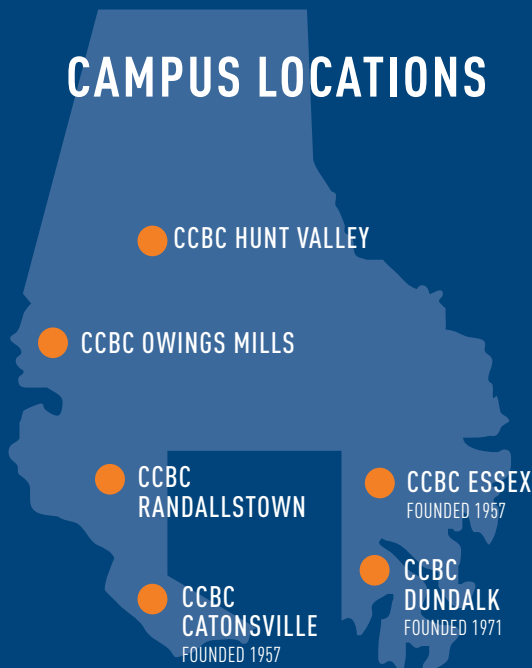 CAMPUS LOCATIONS
CCBC HUNT VALLEY
CCBC OWINGS MILLS
CCBC
RANDALLSTOWN
CCBC ESSEX
FOUNDED 1957
CCBC
DUNDALK
FOUNDED 1971
CCBC
CATONSVILLE
FOUNDED 1957